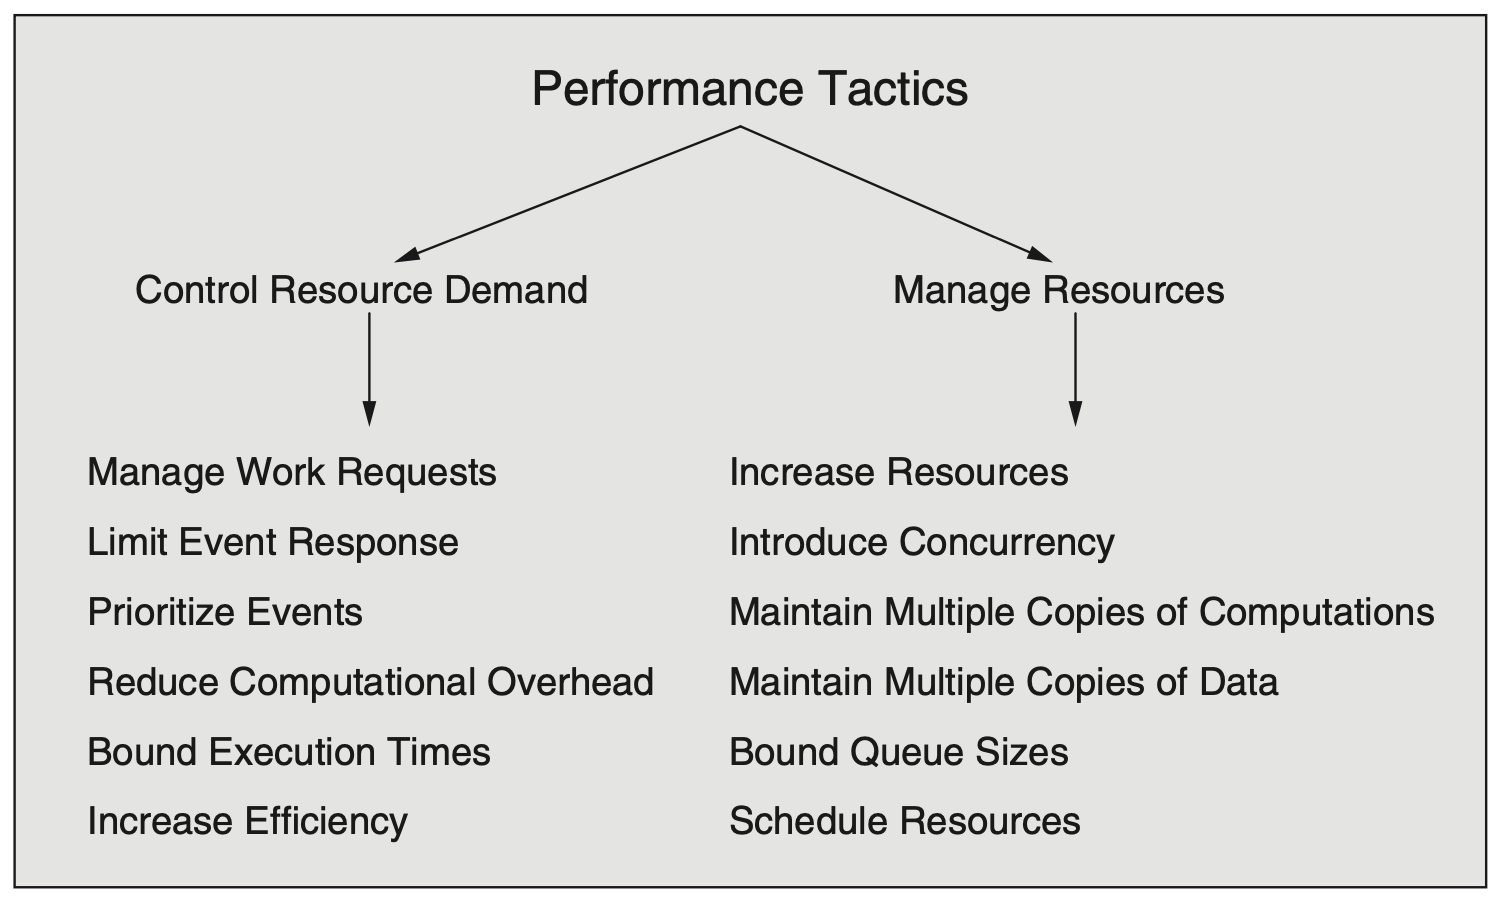 Performance Tactics
Control Resource Demand
Manage Resources
Manage Work Requests
Limit Event Response
Prioritize Events
Reduce Computational Overhead
Bound Execution Times
Increase Efficiency
Increase Resources
Introduce Concurrency
Maintain Multiple Copies of Computations
Maintain Multiple Copies of Data
Bound Queue Sizes
Schedule Resources